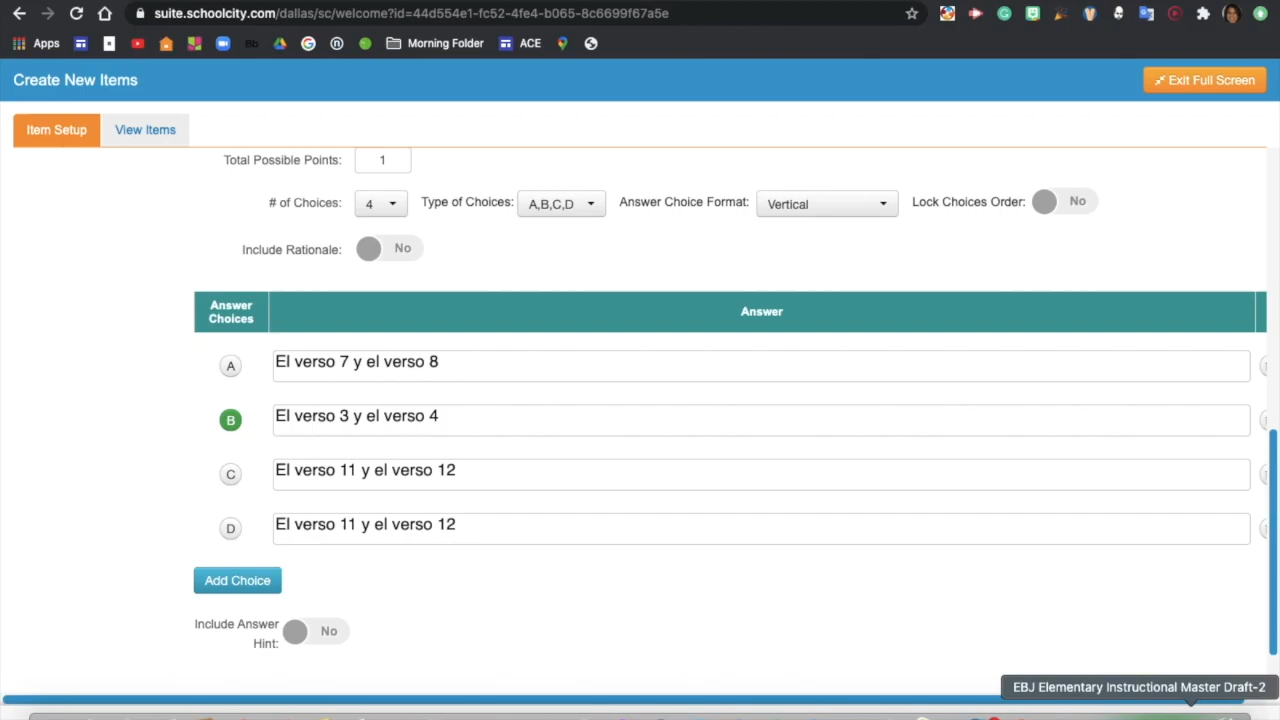 suite.schoolcity.com/dallas/sc/welcome?id=44d554e1-fc52-4fe4-b065-8c6699f67a5e
Apps Bb Morning Folder ACE
Create New Items Exit Full Screen
Item Setup View Items
Total Possible Points: 1
# of Choices: 4 Type of Choices: A,B,C,D Answer Choice Format: Vertical Lock Choices Order: No
Include Rationale: No
Answer
Choices
Answer
A El verso 7 y el verso 8
B El verso 3 y el verso 4
C El verso 11 y el verso 12
D El verso 11 y el verso 12
Add Choice
Include Answer
Hint: No
EBJ Elementary Instructional Master Draft-2